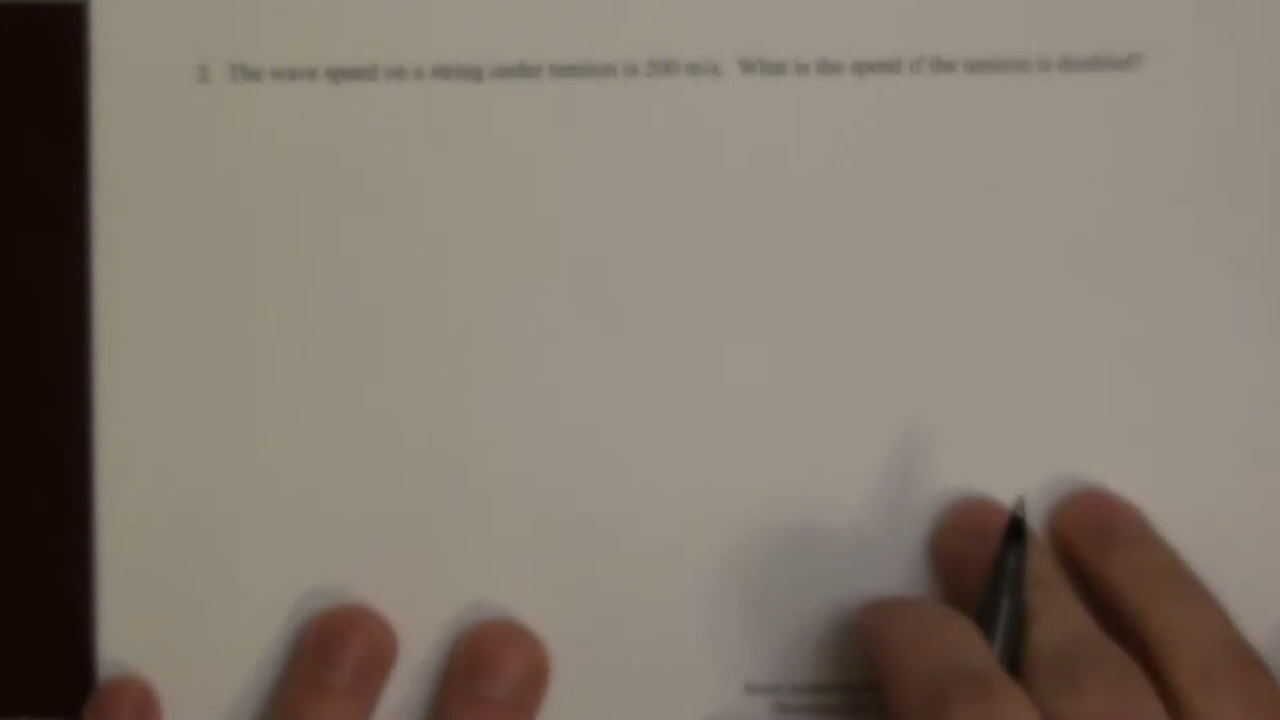 2. The wave speed on a string under tension is 200 m/s. What is the speed if the tension is doubled?